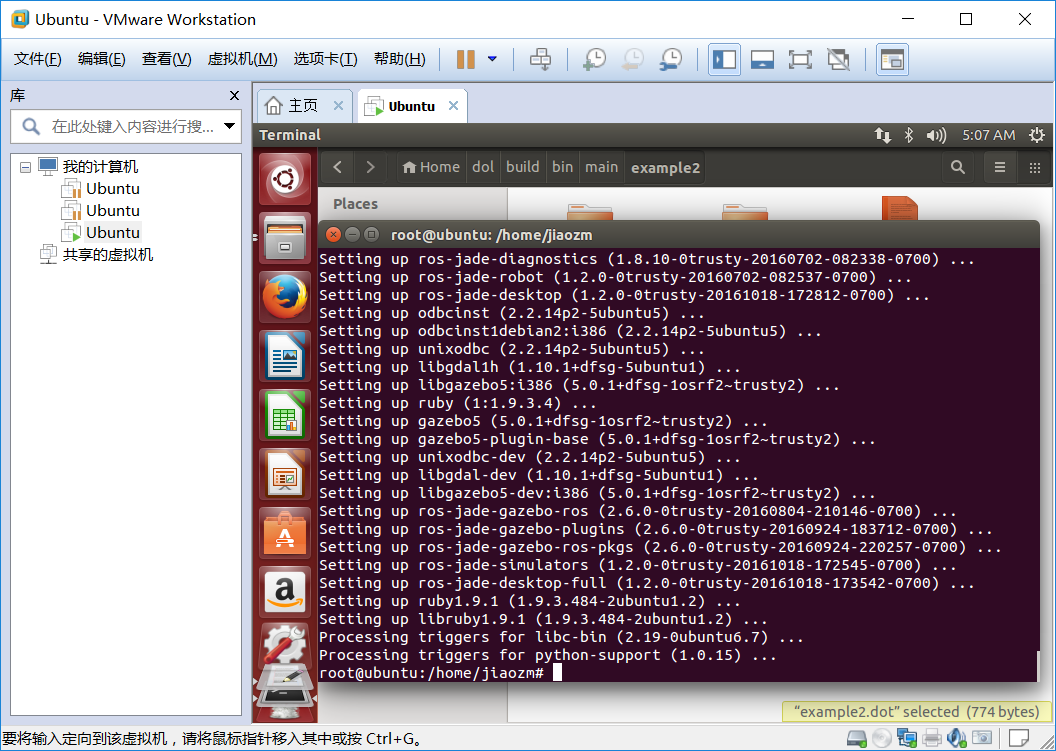 Ubuntu - VMware Workstation
文件(F) 编辑(E) 查看(V) 虚拟机(M) 选项卡(T) 帮助(H)
库
在此处键入内容进行搜...
我的计算机
Ubuntu
Ubuntu
Ubuntu
共享的虚拟机
主页 Ubuntu
Terminal 5:07 AM
Home dol build bin main example2
Places
root@ubuntu: /home/jiaozm
Setting up ros-jade-diagnostics (1.8.10-0trusty-20160702-082338-0700) ...
Setting up ros-jade-robot (1.2.0-0trusty-20160702-082537-0700) ...
Setting up ros-jade-desktop (1.2.0-0trusty-20161018-172812-0700) ...
Setting up odbcinst (2.2.14p2-5ubuntu5) ...
Setting up odbcinst1debian2:i386 (2.2.14p2-5ubuntu5) ...
Setting up unixodbc (2.2.14p2-5ubuntu5) ...
Setting up libgdal1h (1.10.1+dfsg-5ubuntu1) ...
Setting up libgazebo5:i386 (5.0.1+dfsg-1osrf2~trusty2) ...
Setting up ruby (1:1.9.3.4) ...
Setting up gazebo5 (5.0.1+dfsg-1osrf2~trusty2) ...
Setting up gazebo5-plugin-base (5.0.1+dfsg-1osrf2~trusty2) ...
Setting up unixodbc-dev (2.2.14p2-5ubuntu5) ...
Setting up libgdal-dev (1.10.1+dfsg-5ubuntu1) ...
Setting up libgazebo5-dev:i386 (5.0.1+dfsg-1osrf2~trusty2) ...
Setting up ros-jade-gazebo-ros (2.6.0-0trusty-20160804-210146-0700) ...
Setting up ros-jade-gazebo-plugins (2.6.0-0trusty-20160924-183712-0700) ...
Setting up ros-jade-gazebo-ros-pkgs (2.6.0-0trusty-20160924-220257-0700) ...
Setting up ros-jade-simulators (1.2.0-0trusty-20161018-172545-0700) ...
Setting up ros-jade-desktop-full (1.2.0-0trusty-20161018-173542-0700) ...
Setting up ruby1.9.1 (1.9.3.484-2ubuntu1.2) ...
Setting up libruby1.9.1 (1.9.3.484-2ubuntu1.2) ...
Processing triggers for libc-bin (2.19-0ubuntu6.7) ...
Processing triggers for python-support (1.0.15) ...
root@ubuntu:/home/jiaozm#
“example2.dot” selected (774 bytes)
要将输入定向到该虚拟机，请将鼠标指针移入其中或按 Ctrl+G。